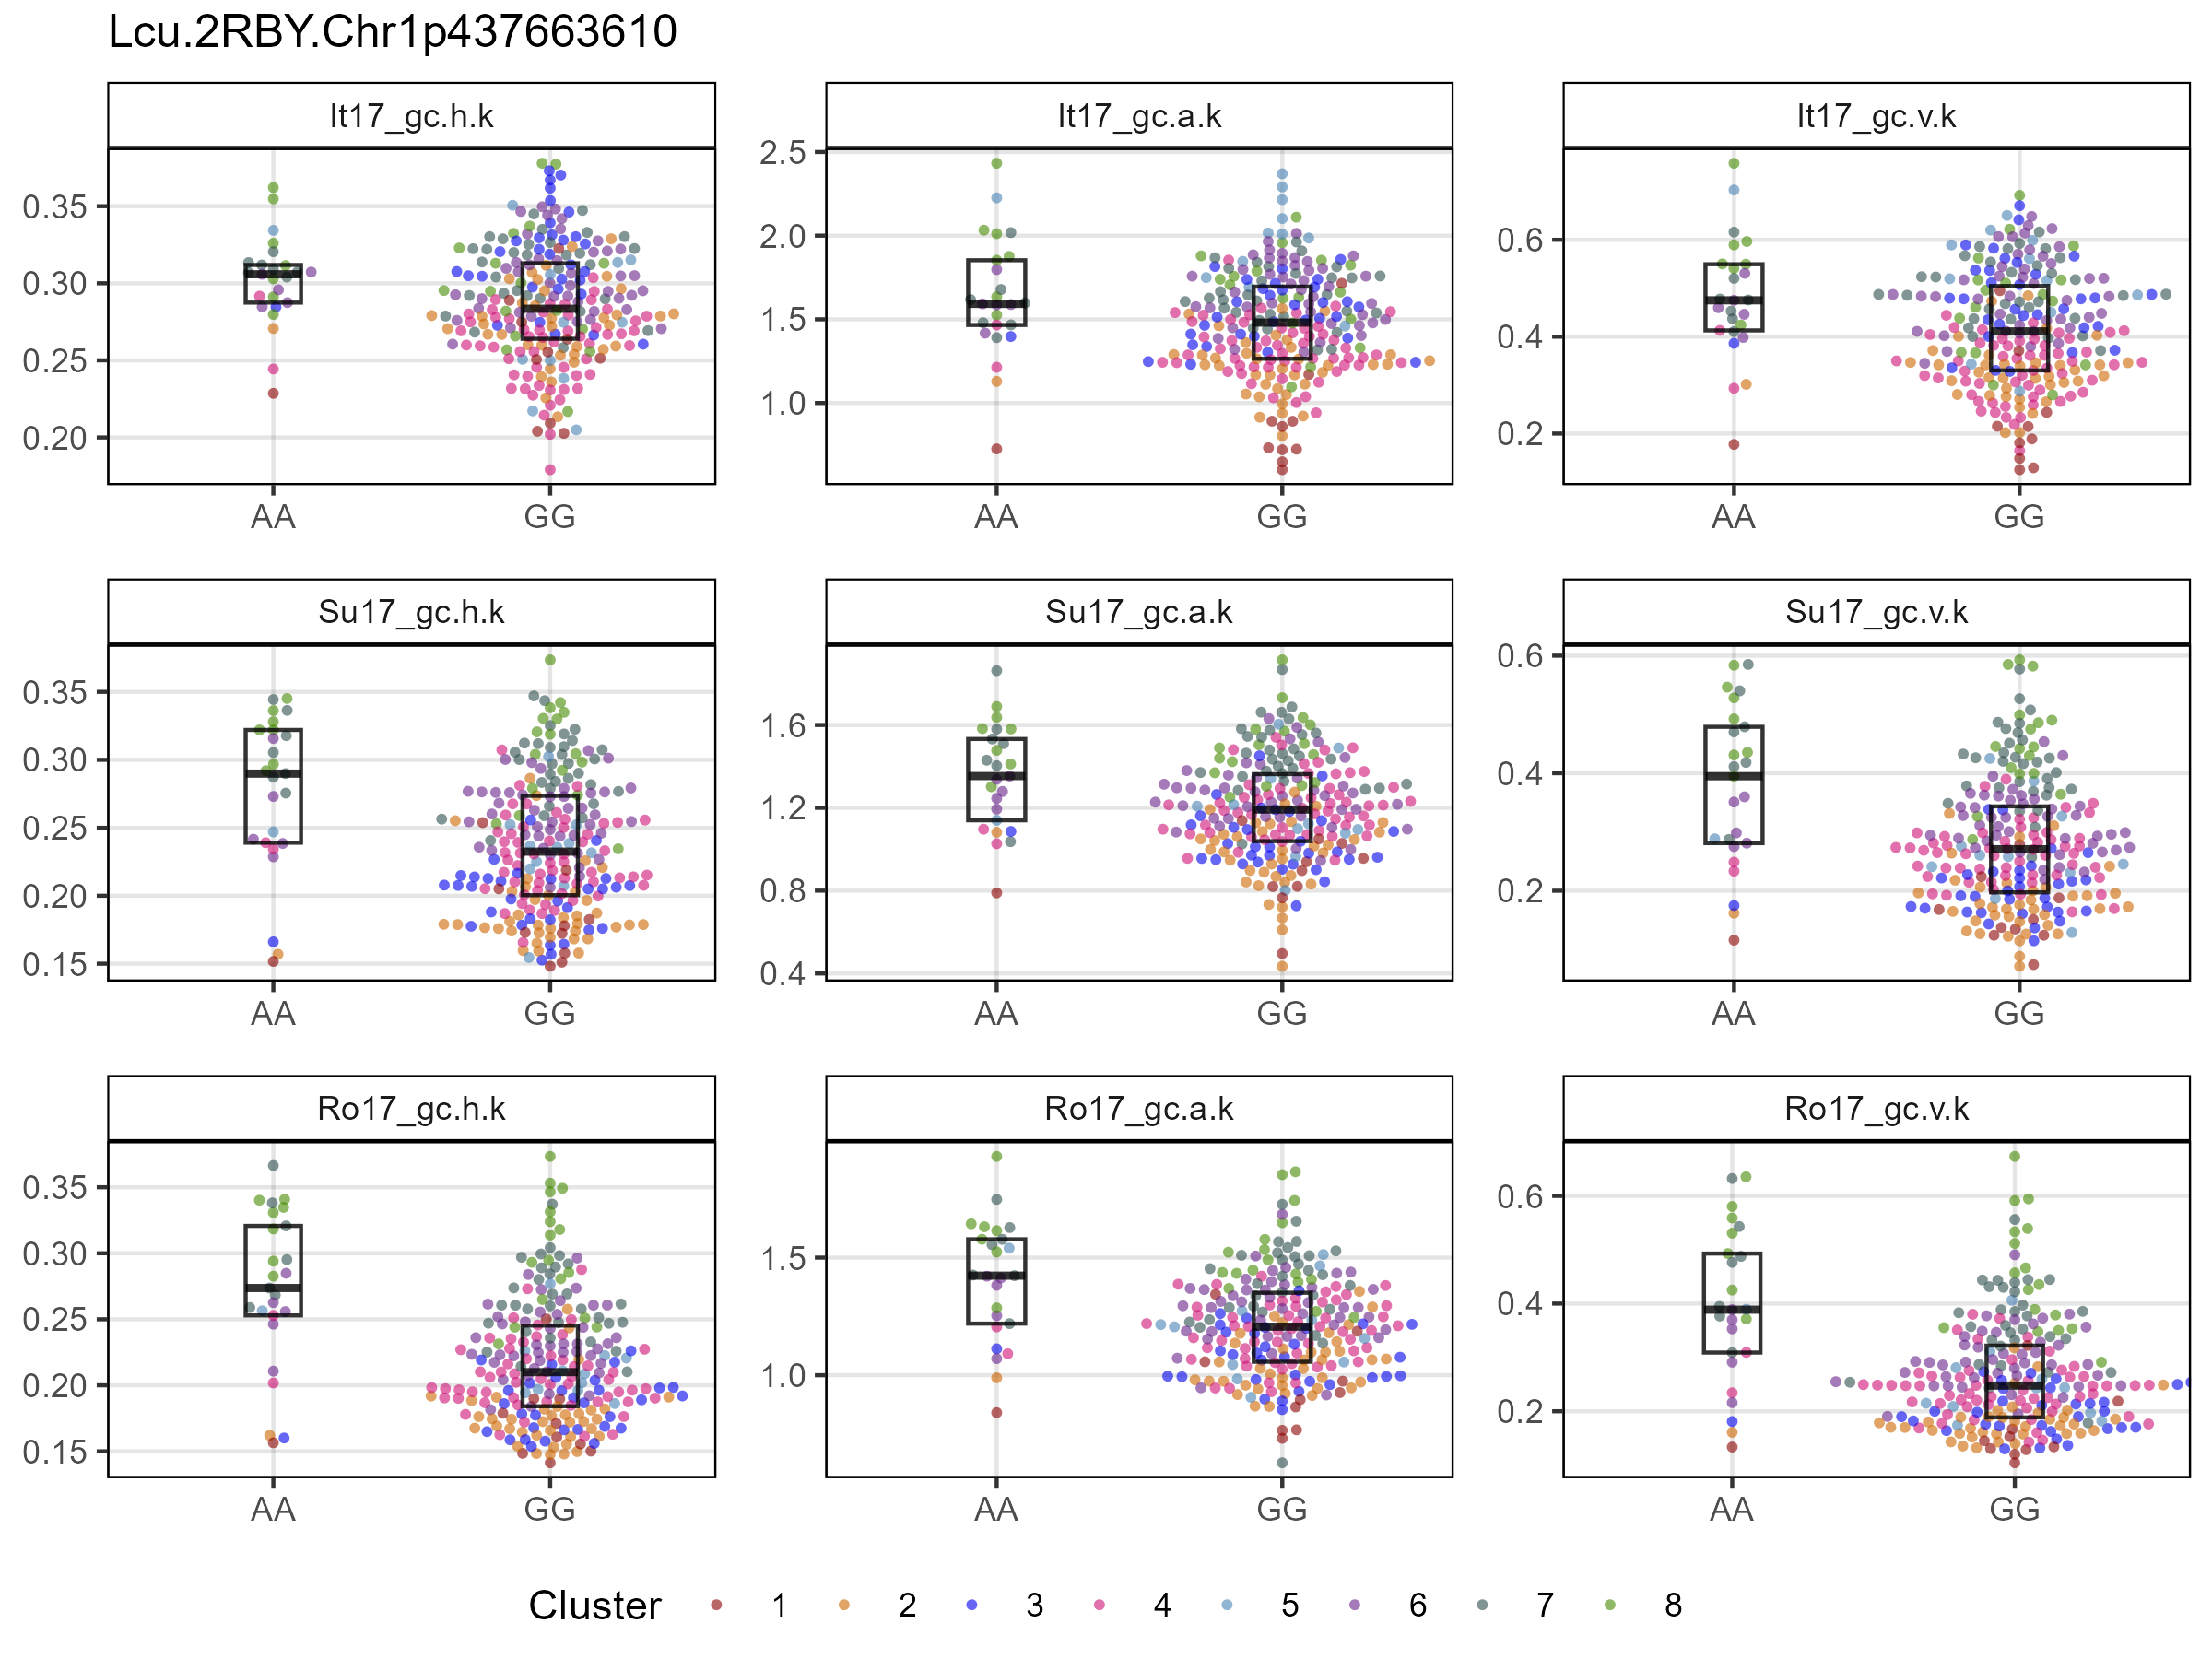 Lcu.2RBY.Chr1p437663610
It17_gc.h.k
It17_gc.a.k
It17_gc.v.k
0.35
0.30
0.25
0.20
2.5
2.0
1.5
1.0
0.6
0.4
0.2
AA GG
AA GG
AA GG
Su17_gc.h.k
Su17_gc.a.k
Su17_gc.v.k
0.35
0.30
0.25
0.20
0.15
1.6
1.2
0.8
0.4
0.6
0.4
0.2
AA GG
AA GG
AA GG
Ro17_gc.h.k
Ro17_gc.a.k
Ro17_gc.v.k
0.35
0.30
0.25
0.20
0.15
1.5
1.0
0.6
0.4
0.2
AA GG
AA GG
AA GG
Cluster 1 2 3 4 5 6 7 8